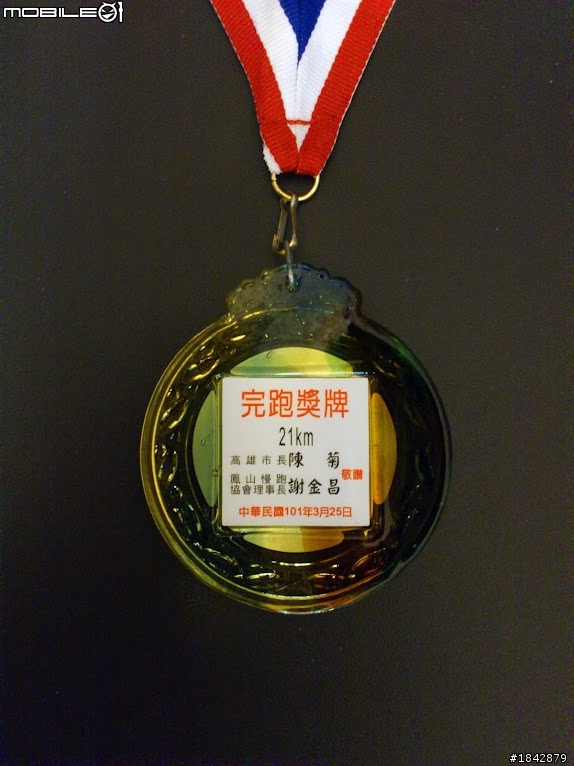 MOBILE01
完跑獎牌
21km
高雄市長 陳 菊
鳳山慢跑
協會理事長 謝金昌 敬贈
中華民國101年3月25日
#1842879